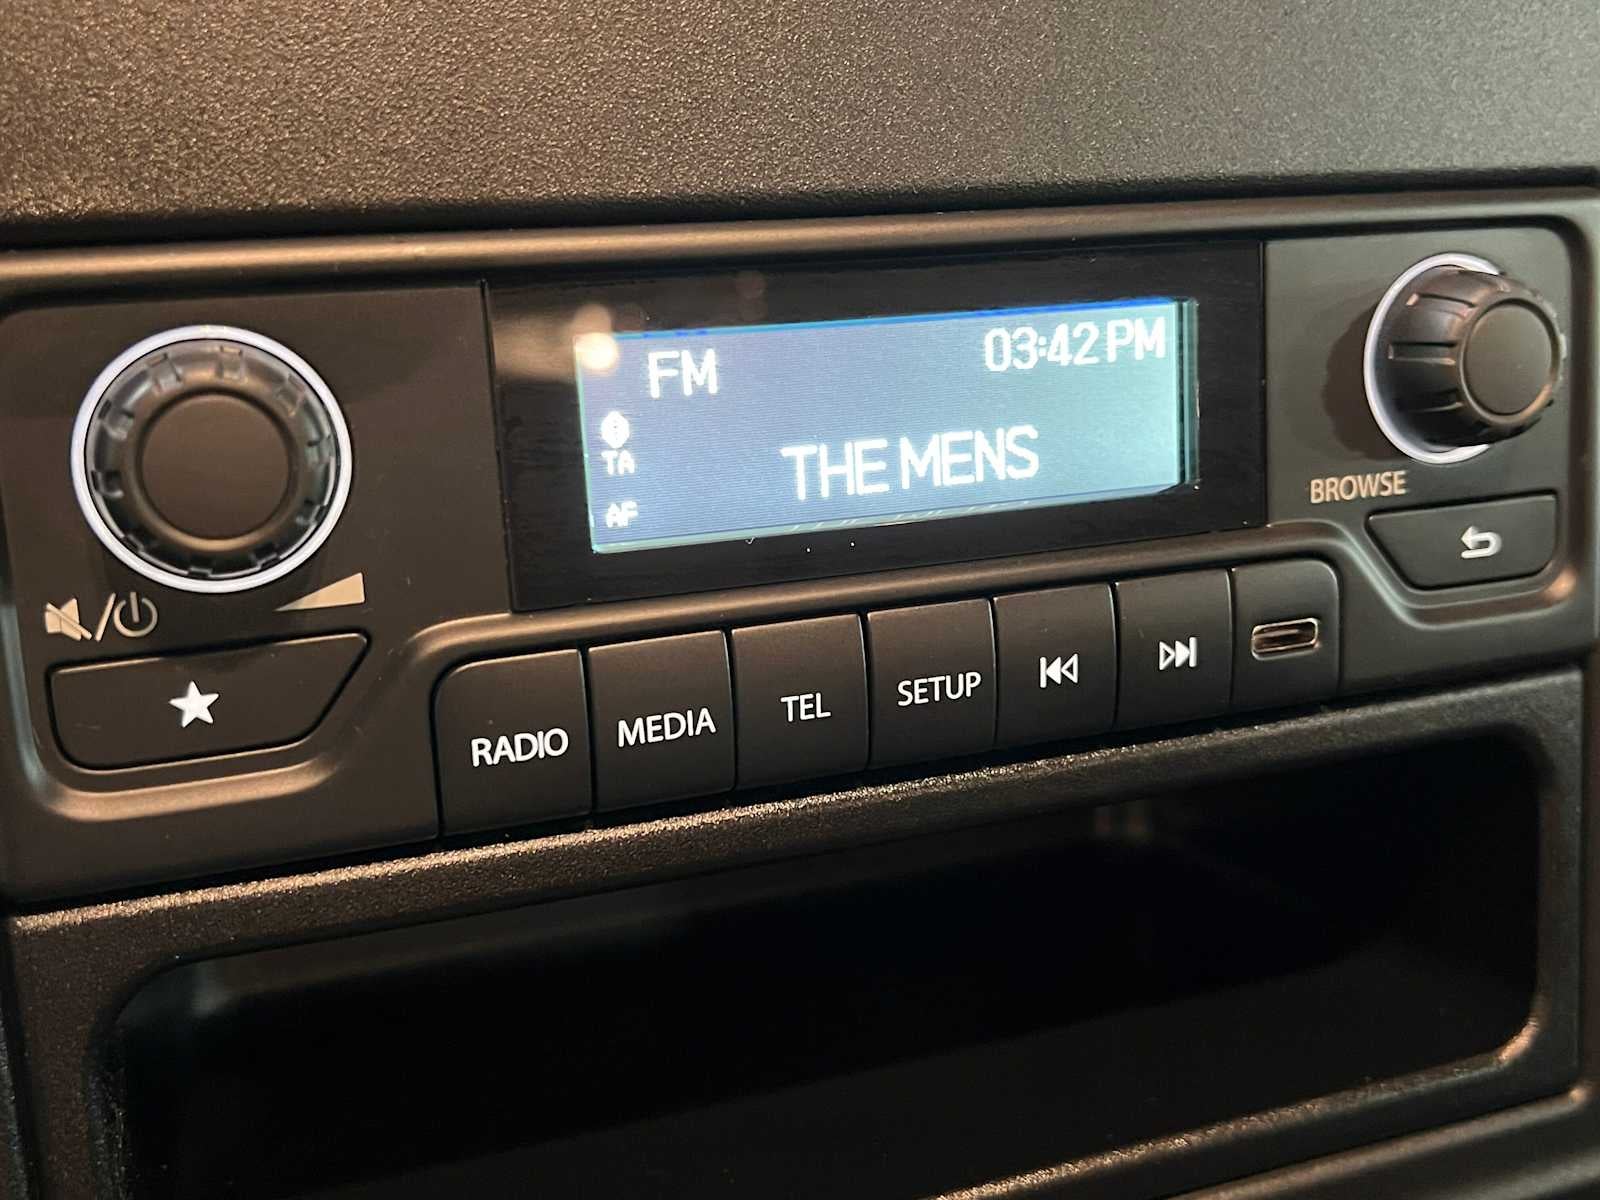 FM
03:42 PM
TA
THE MENS
AF
BROWSE
RADIO
MEDIA
TEL
SETUP